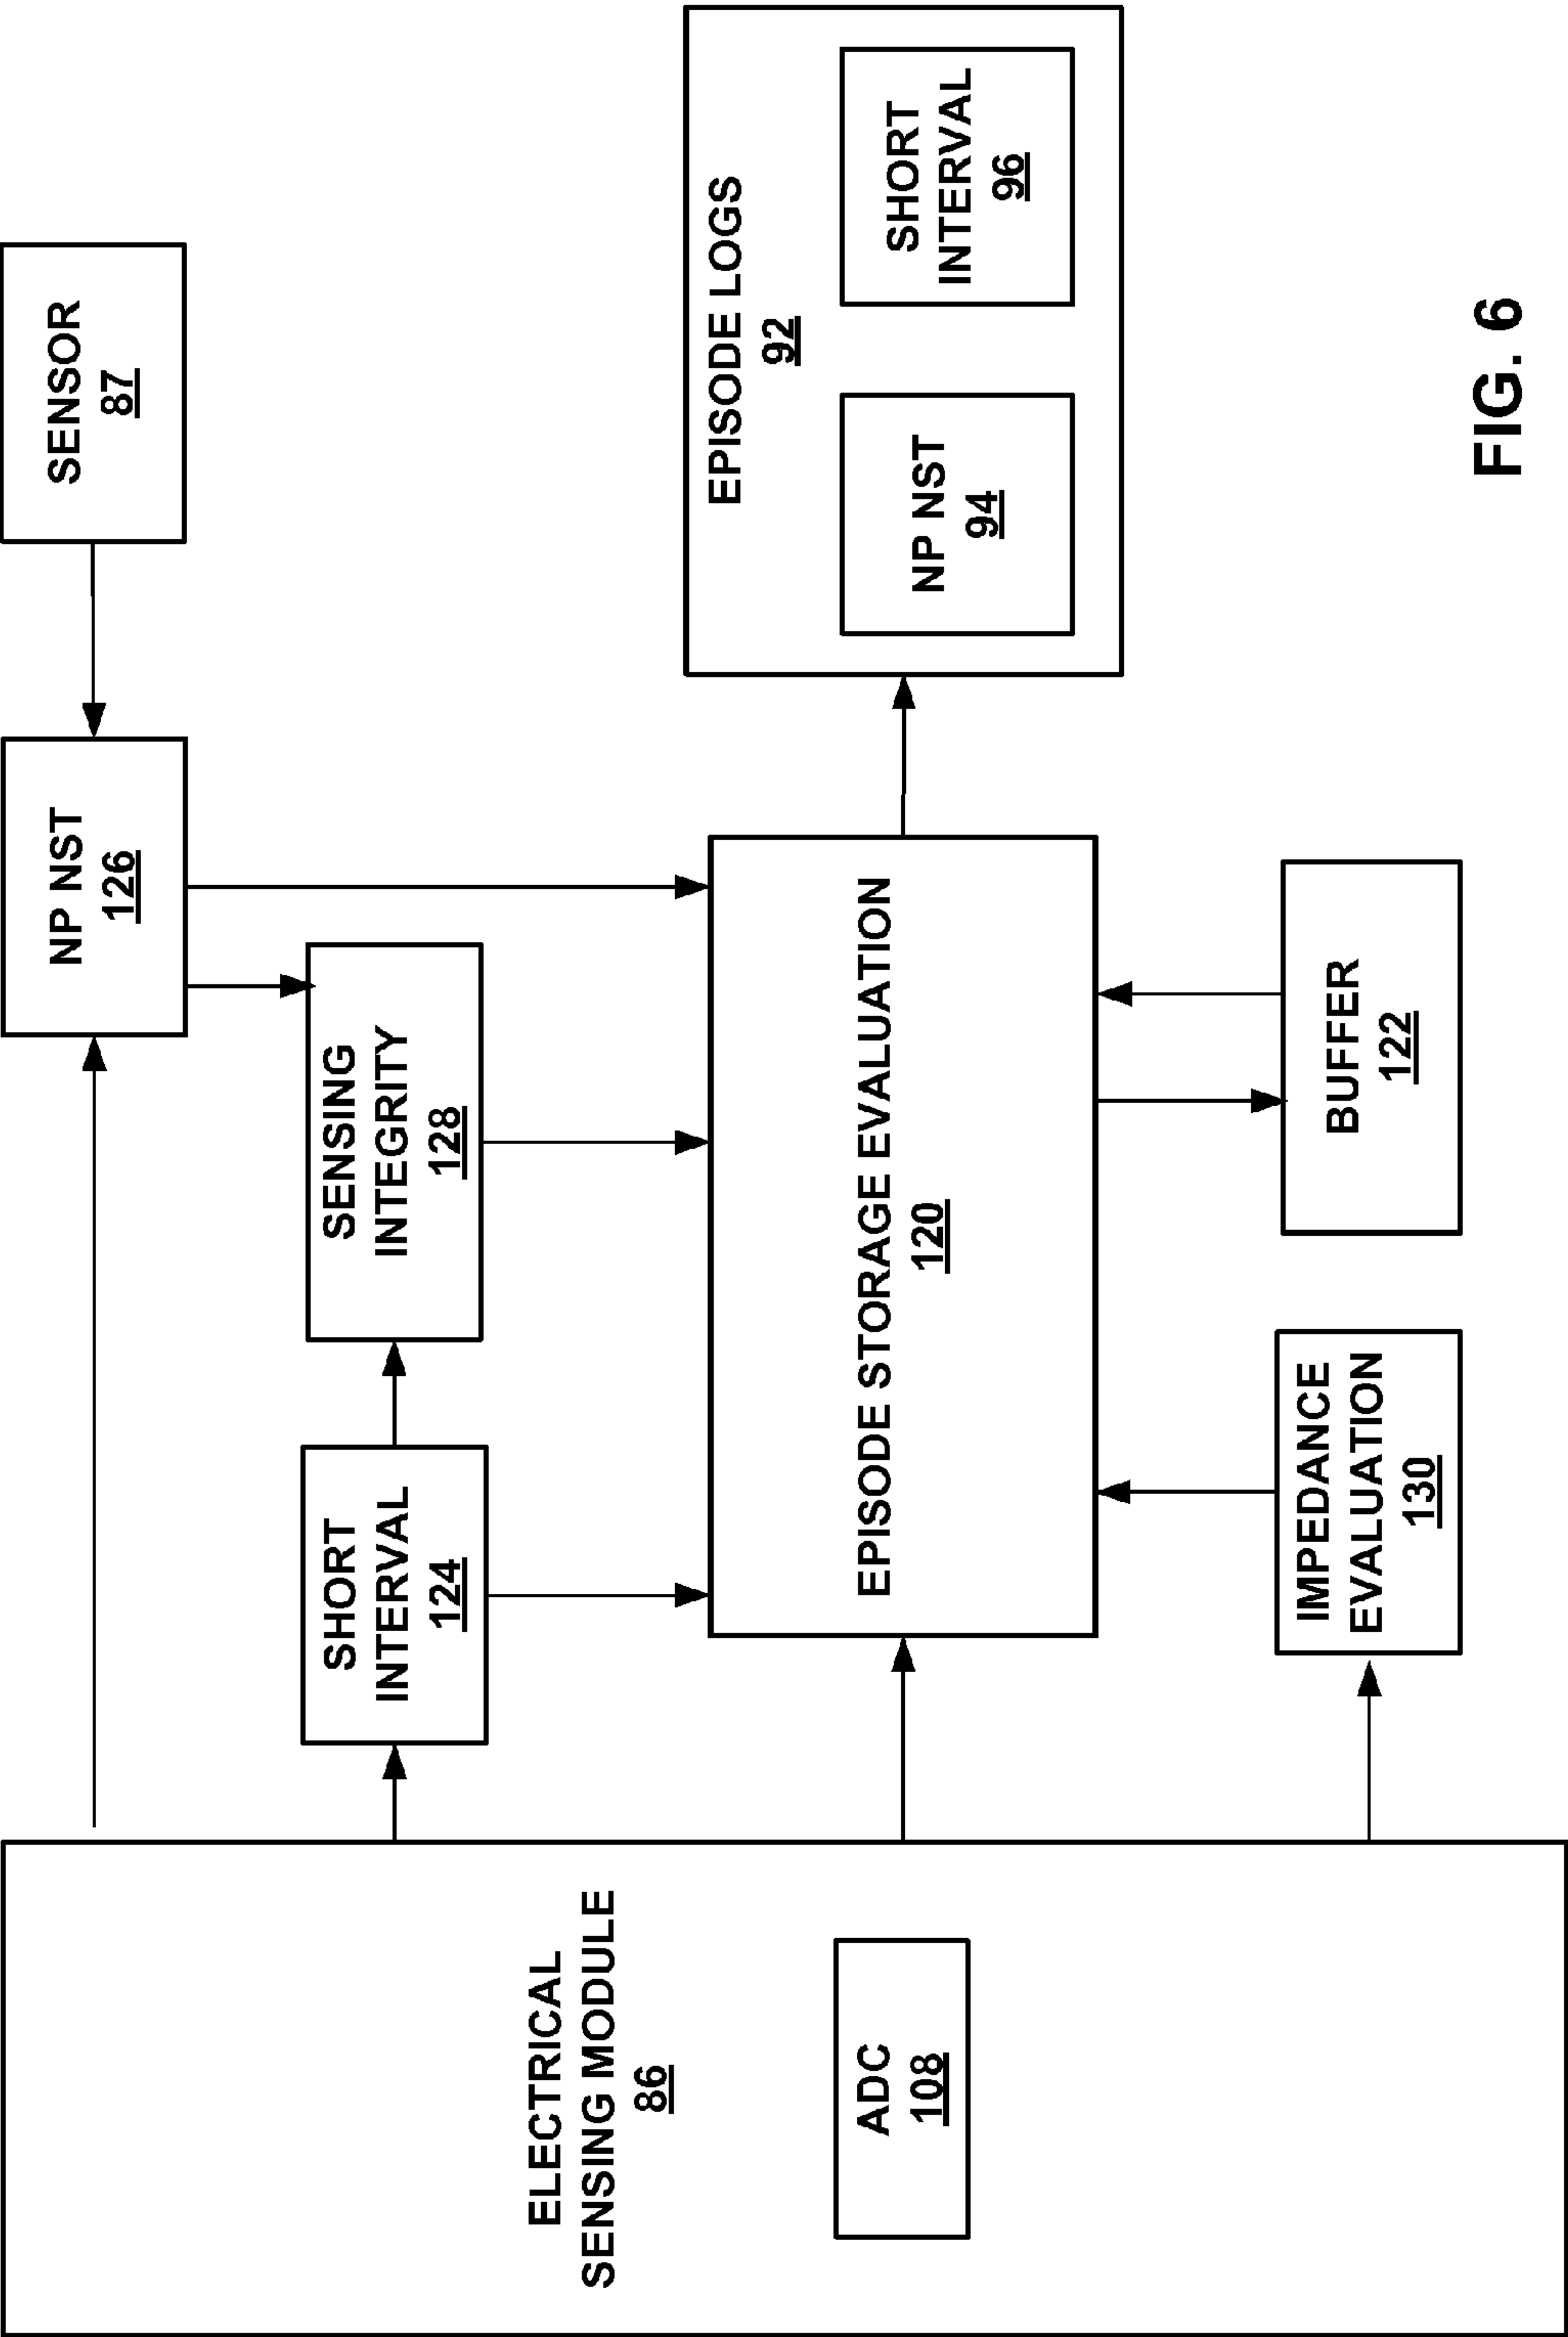 ELECTRICAL
SENSING MODULE
86
ADC
108
SHORT
INTERVAL
124
SENSING
INTEGRITY
128
NP NST
126
SENSOR
87
EPISODE STORAGE EVALUATION
120
IMPEDANCE
EVALUATION
130
BUFFER
122
EPISODE LOGS
92
NP NST
94
SHORT
INTERVAL
96
FIG. 6